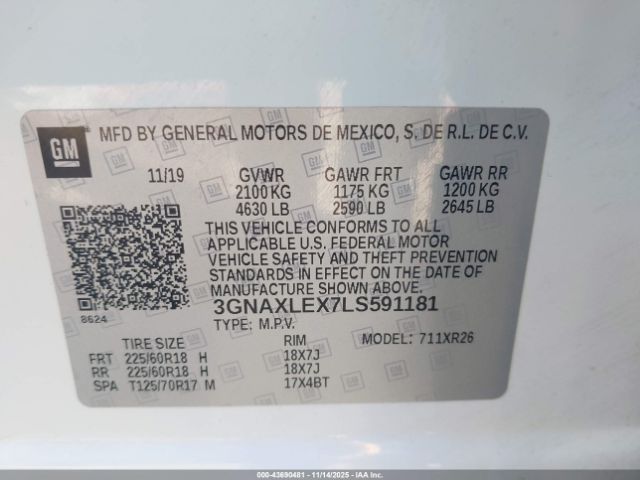 GM
MFD BY GENERAL MOTORS DE MEXICO, S. DE R.L. DE C.V.
11/19 GVWR GAWR FRT GAWR RR
2100 KG 1175 KG 1200 KG
4630 LB 2590 LB 2645 LB
THIS VEHICLE CONFORMS TO ALL
APPLICABLE U.S. FEDERAL MOTOR
VEHICLE SAFETY AND THEFT PREVENTION
STANDARDS IN EFFECT ON THE DATE OF
MANUFACTURE SHOWN ABOVE.
8624
3GNAXLEX7LS591181
TYPE: M.P.V.
TIRE SIZE RIM MODEL: 711XR26
FRT 225/60R18 H 18X7J
RR 225/60R18 H 18X7J
SPA T125/70R17 M 17X4BT
000-43690481 - 11/14/2025 - IAAI.CA